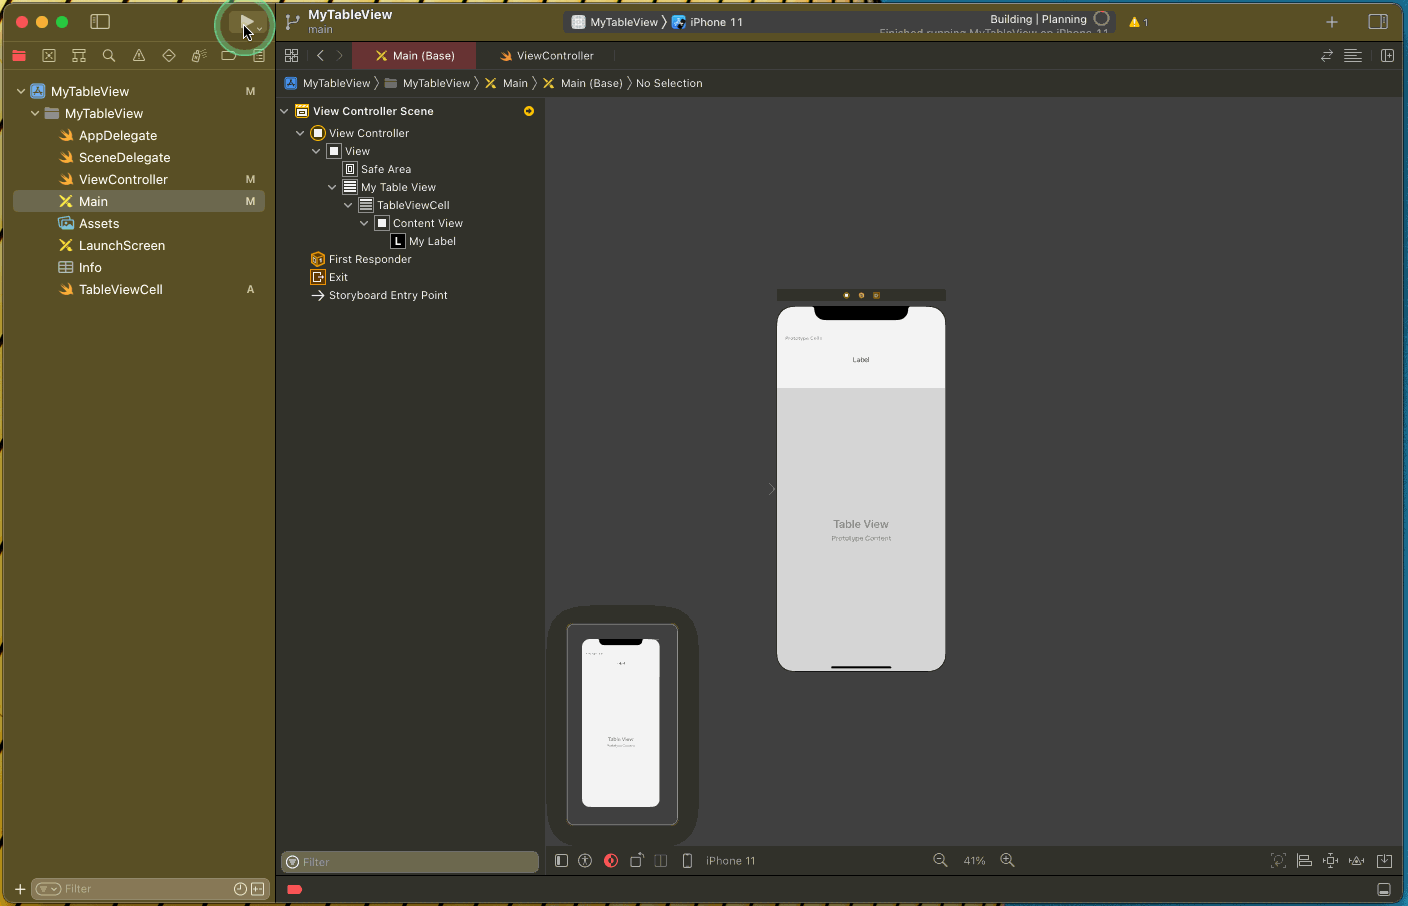 MyTableView
main
MyTableView
iPhone 11
Building | Planning
Finished running MyTableView on iPhone 11
1
Main (Base)
ViewController
MyTableView
MyTableView
Main
Main (Base)
No Selection
MyTableView M
MyTableView
AppDelegate
SceneDelegate
ViewController M
Main M
Assets
LaunchScreen
Info
TableViewCell A
View Controller Scene
View Controller
View
Safe Area
My Table View
TableViewCell
Content View
L My Label
First Responder
Exit
Storyboard Entry Point
Prototype Cells
Label
Table View
Prototype Content
Table View
Filter
iPhone 11
41%
Filter